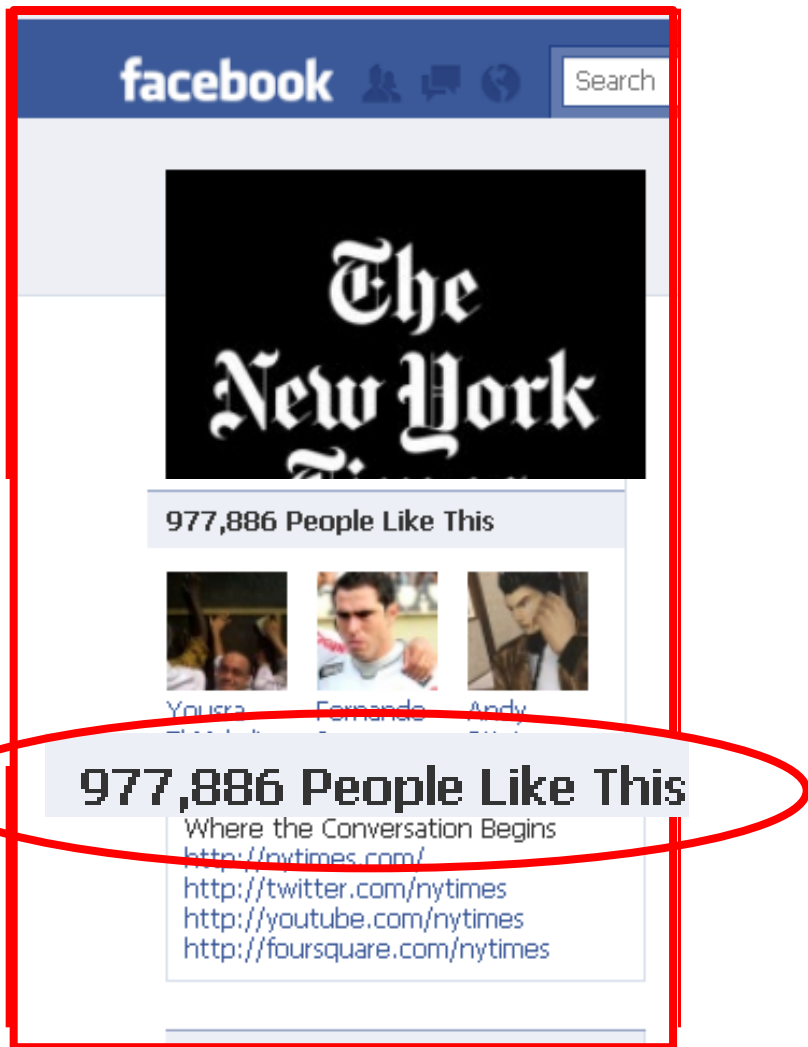 facebook
Search
The
New York
Times
977,886 People Like This
Yousra Fernando Andy
977,886 People Like This
Where the Conversation Begins
http://nytimes.com/
http://twitter.com/nytimes
http://youtube.com/nytimes
http://foursquare.com/nytimes